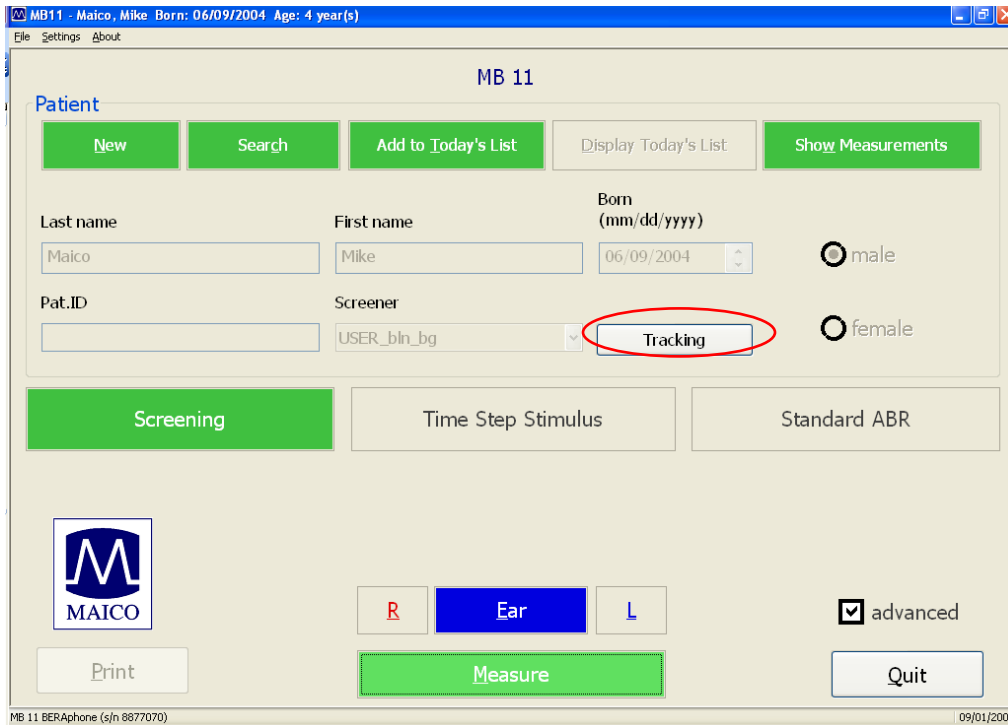 MB11 - Maico, Mike Born: 06/09/2004 Age: 4 year(s)
File Settings About
MB 11
Patient
New Search Add to Today's List Display Today's List Show Measurements
Last name First name Born (mm/dd/yyyy)
Maico Mike 06/09/2004 male
Pat.ID Screener
USER_bln_bg Tracking female
Screening Time Step Stimulus Standard ABR
MAICO
R Ear L advanced
Print Measure Quit
MB 11 BERAphone (s/n 8877070)